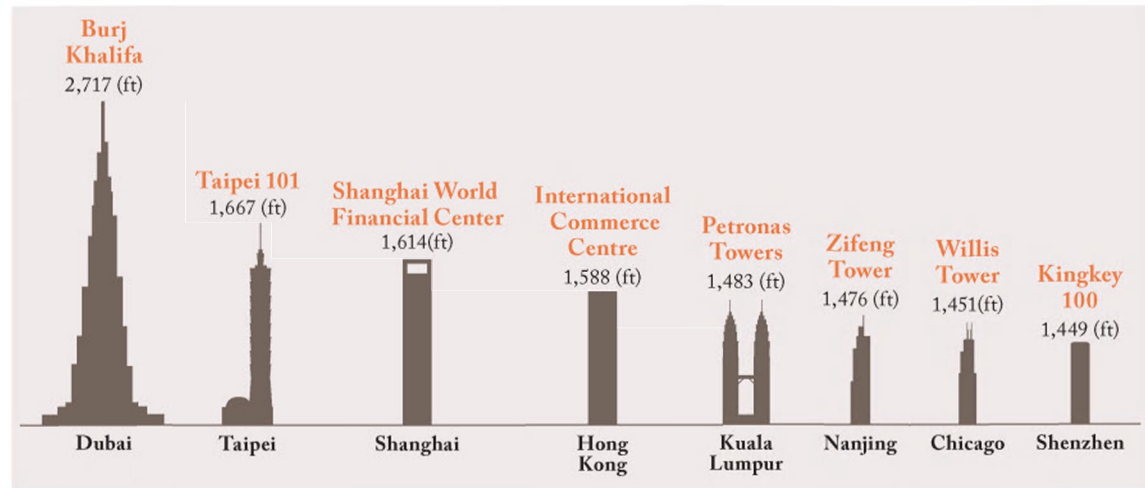 Burj
Khalifa
2,717 (ft)
Taipei 101
1,667 (ft)
Shanghai World
Financial Center
1,614(ft)
International
Commerce
Centre
1,588 (ft)
Petronas
Towers
1,483 (ft)
Zifeng
Tower
1,476 (ft)
Willis
Tower
1,451(ft)
Kingkey
100
1,449 (ft)
Dubai
Taipei
Shanghai
Hong
Kong
Kuala
Lumpur
Nanjing
Chicago
Shenzhen